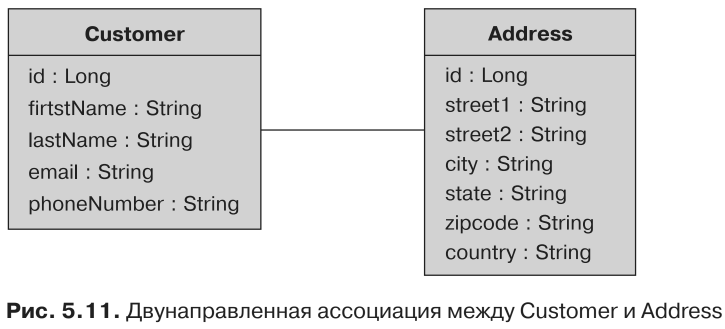 Customer
id : Long
firtstName : String
lastName : String
email : String
phoneNumber : String
Address
id : Long
street1 : String
street2 : String
city : String
state : String
zipcode : String
country : String
Рис. 5.11. Двунаправленная ассоциация между Customer и Address